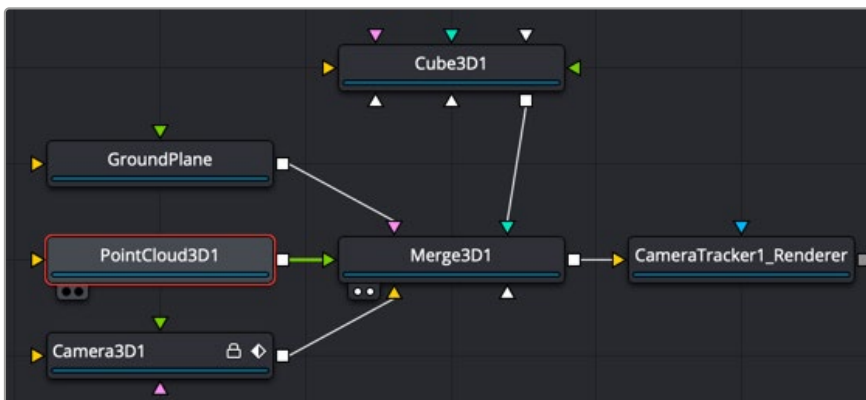 Cube3D1
GroundPlane
PointCloud3D1
Merge3D1
CameraTracker1_Renderer
Camera3D1